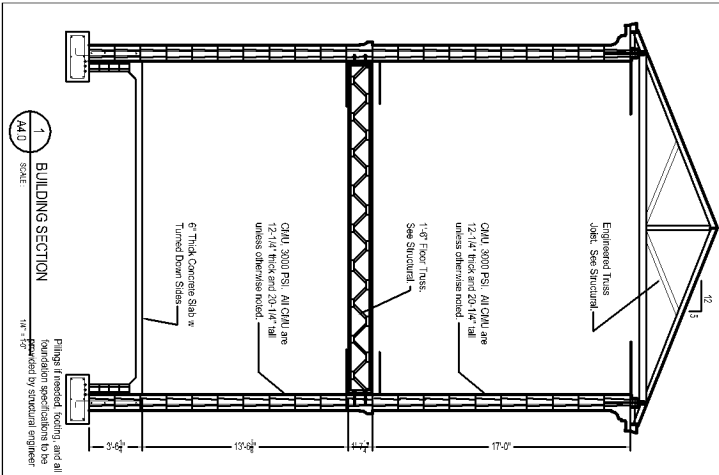 12
5
Engineered Truss
Joist. See Structural.
17'-0"
CMU, 3000 PSI. All CMU are
12-1/4" thick and 20-1/4" tall
unless otherwise noted.
1'-6" Floor Truss.
See Structural.
CMU, 3000 PSI. All CMU are
12-1/4" thick and 20-1/4" tall
unless otherwise noted.
6" Thick Concrete Slab w
Turned Down Sides
1
A4.0
BUILDING SECTION
SCALE:
1/4" = 1'-0"
Pilings if needed, footing, and all
foundation specifications to be
provided by structural engineer